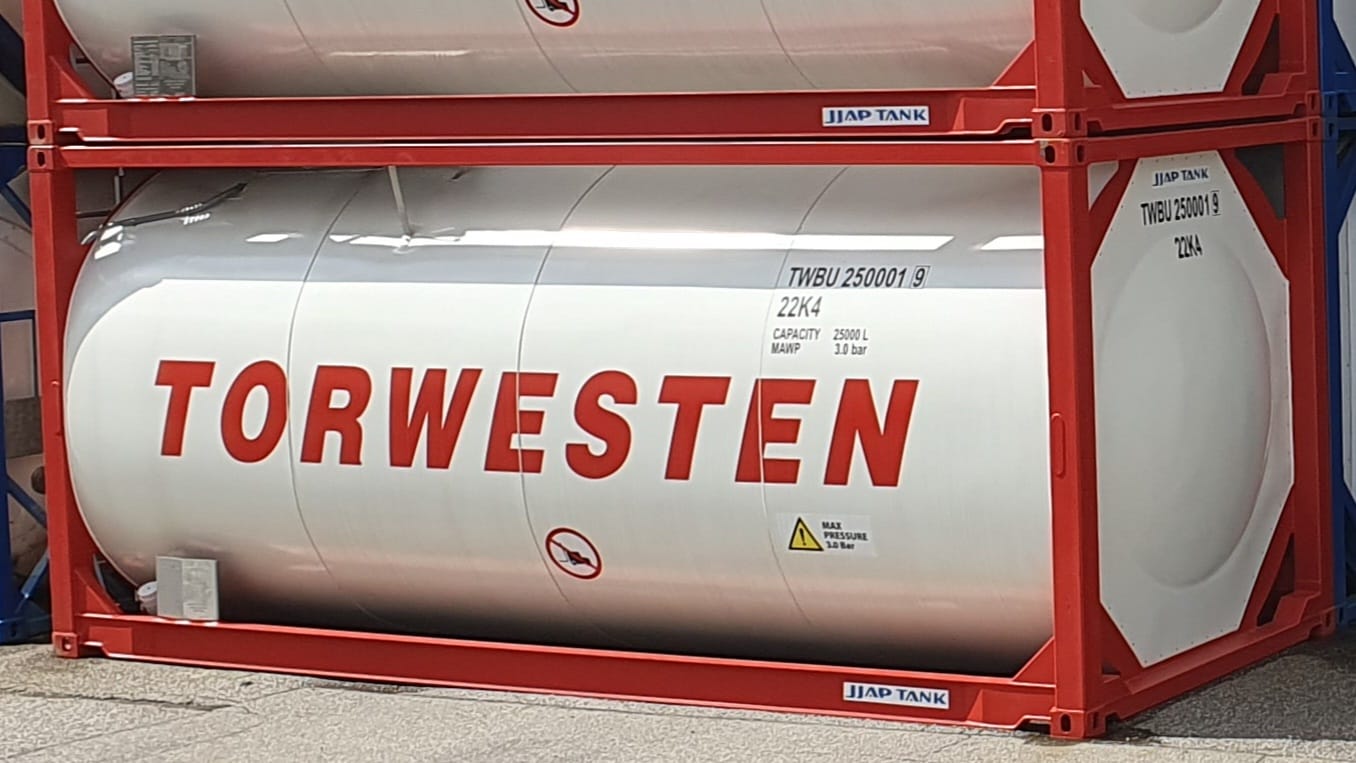 JJAP TANK
JJAP TANK
TWBU 250001 9
22K4
TWBU 250001 9
22K4
CAPACITY 25000 L
MAWP 3.0 bar
TORWESTEN
MAX
PRESSURE
3.0 Bar
JJAP TANK